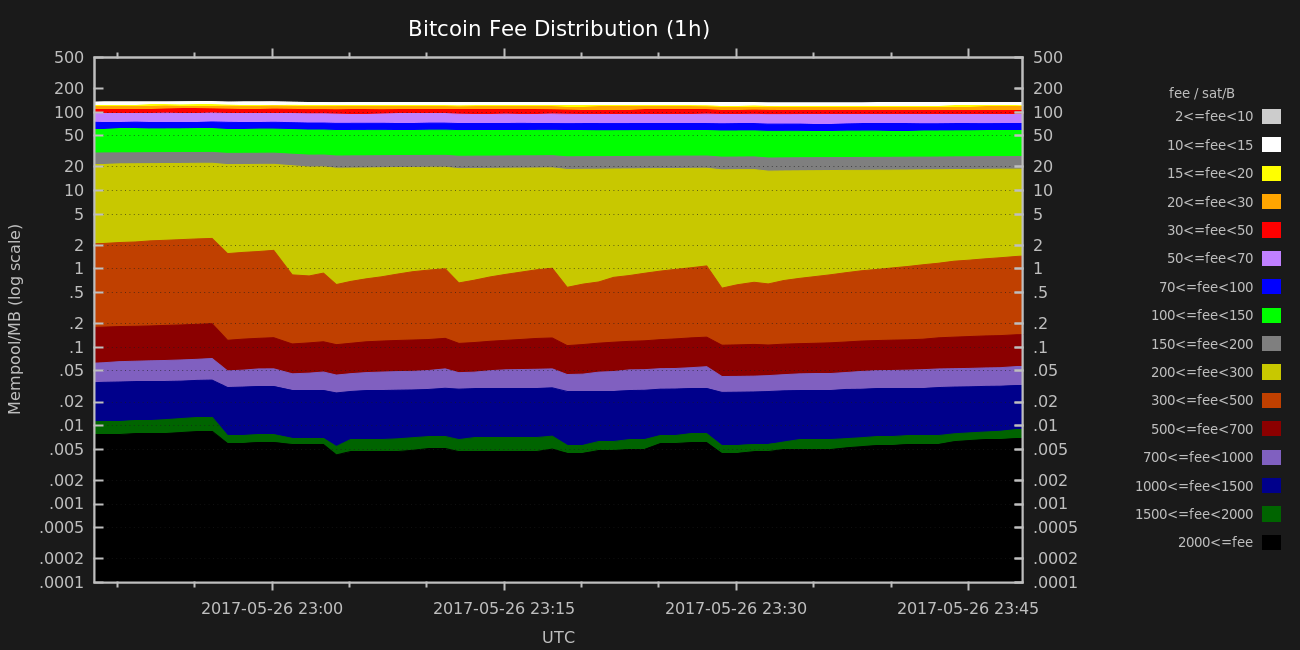 Bitcoin Fee Distribution (1h)
Mempool/MB (log scale)
500
200
100
50
20
10
5
2
1
.5
.2
.1
.05
.02
.01
.005
.002
.001
.0005
.0002
.0001
500
200
100
50
20
10
5
2
1
.5
.2
.1
.05
.02
.01
.005
.002
.001
.0005
.0002
.0001
2017-05-26 23:00
2017-05-26 23:15
2017-05-26 23:30
2017-05-26 23:45
UTC
fee / sat/B
2<=fee<10
10<=fee<15
15<=fee<20
20<=fee<30
30<=fee<50
50<=fee<70
70<=fee<100
100<=fee<150
150<=fee<200
200<=fee<300
300<=fee<500
500<=fee<700
700<=fee<1000
1000<=fee<1500
1500<=fee<2000
2000<=fee